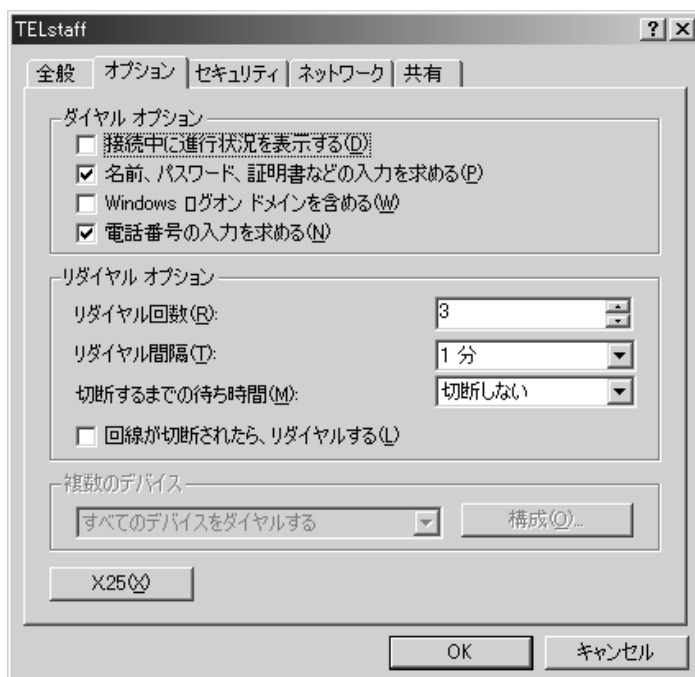 TELstaff
全般 オプション セキュリティ ネットワーク 共有
ダイヤル オプション
接続中に進行状況を表示する(D)
名前、パスワード、証明書などの入力を求める(P)
Windows ログオン ドメインを含める(W)
電話番号の入力を求める(N)
リダイヤル オプション
リダイヤル回数(R): 3
リダイヤル間隔(T): 1 分
切断するまでの待ち時間(M): 切断しない
回線が切断されたら、リダイヤルする(L)
複数のデバイス
すべてのデバイスをダイヤルする 構成(O)...
X25(X)
OK キャンセル